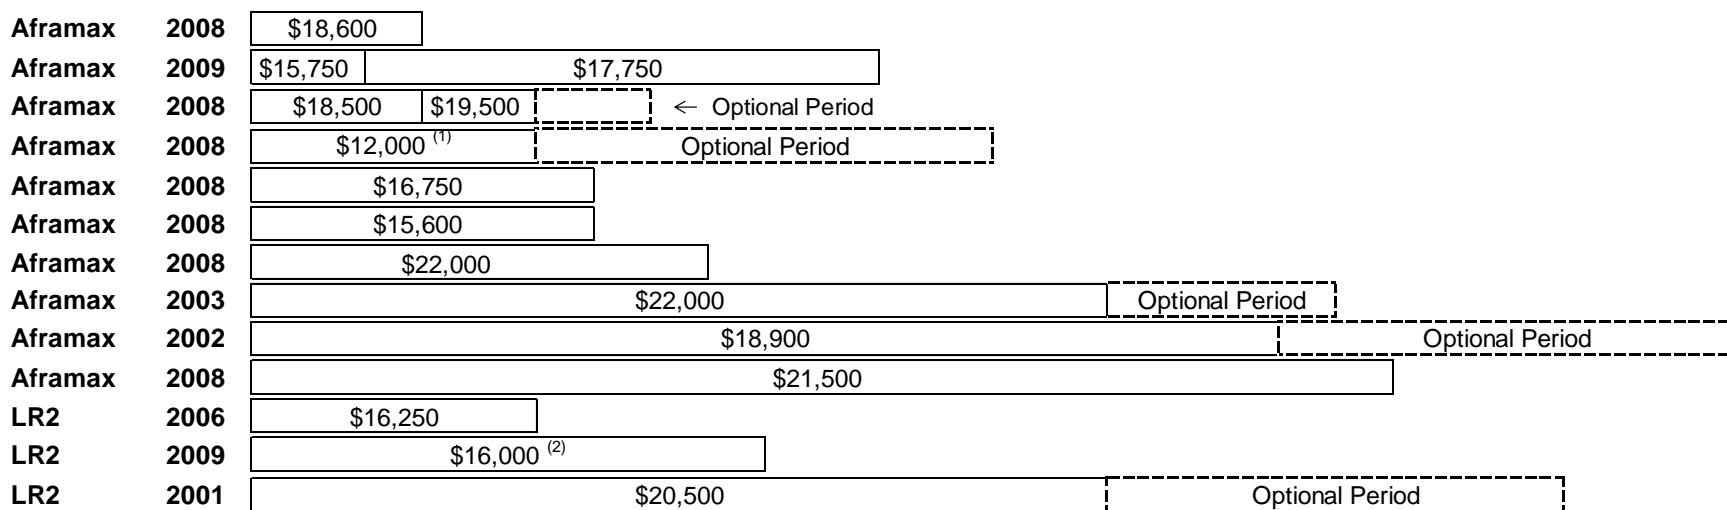 Aframax 2008 $18,600
Aframax 2009 $15,750 $17,750
Aframax 2008 $18,500 $19,500 ← Optional Period
Aframax 2008 $12,000 (1) Optional Period
Aframax 2008 $16,750
Aframax 2008 $15,600
Aframax 2008 $22,000
Aframax 2003 $22,000 Optional Period
Aframax 2002 $18,900 Optional Period
Aframax 2008 $21,500
LR2 2006 $16,250
LR2 2009 $16,000 (2)
LR2 2001 $20,500 Optional Period